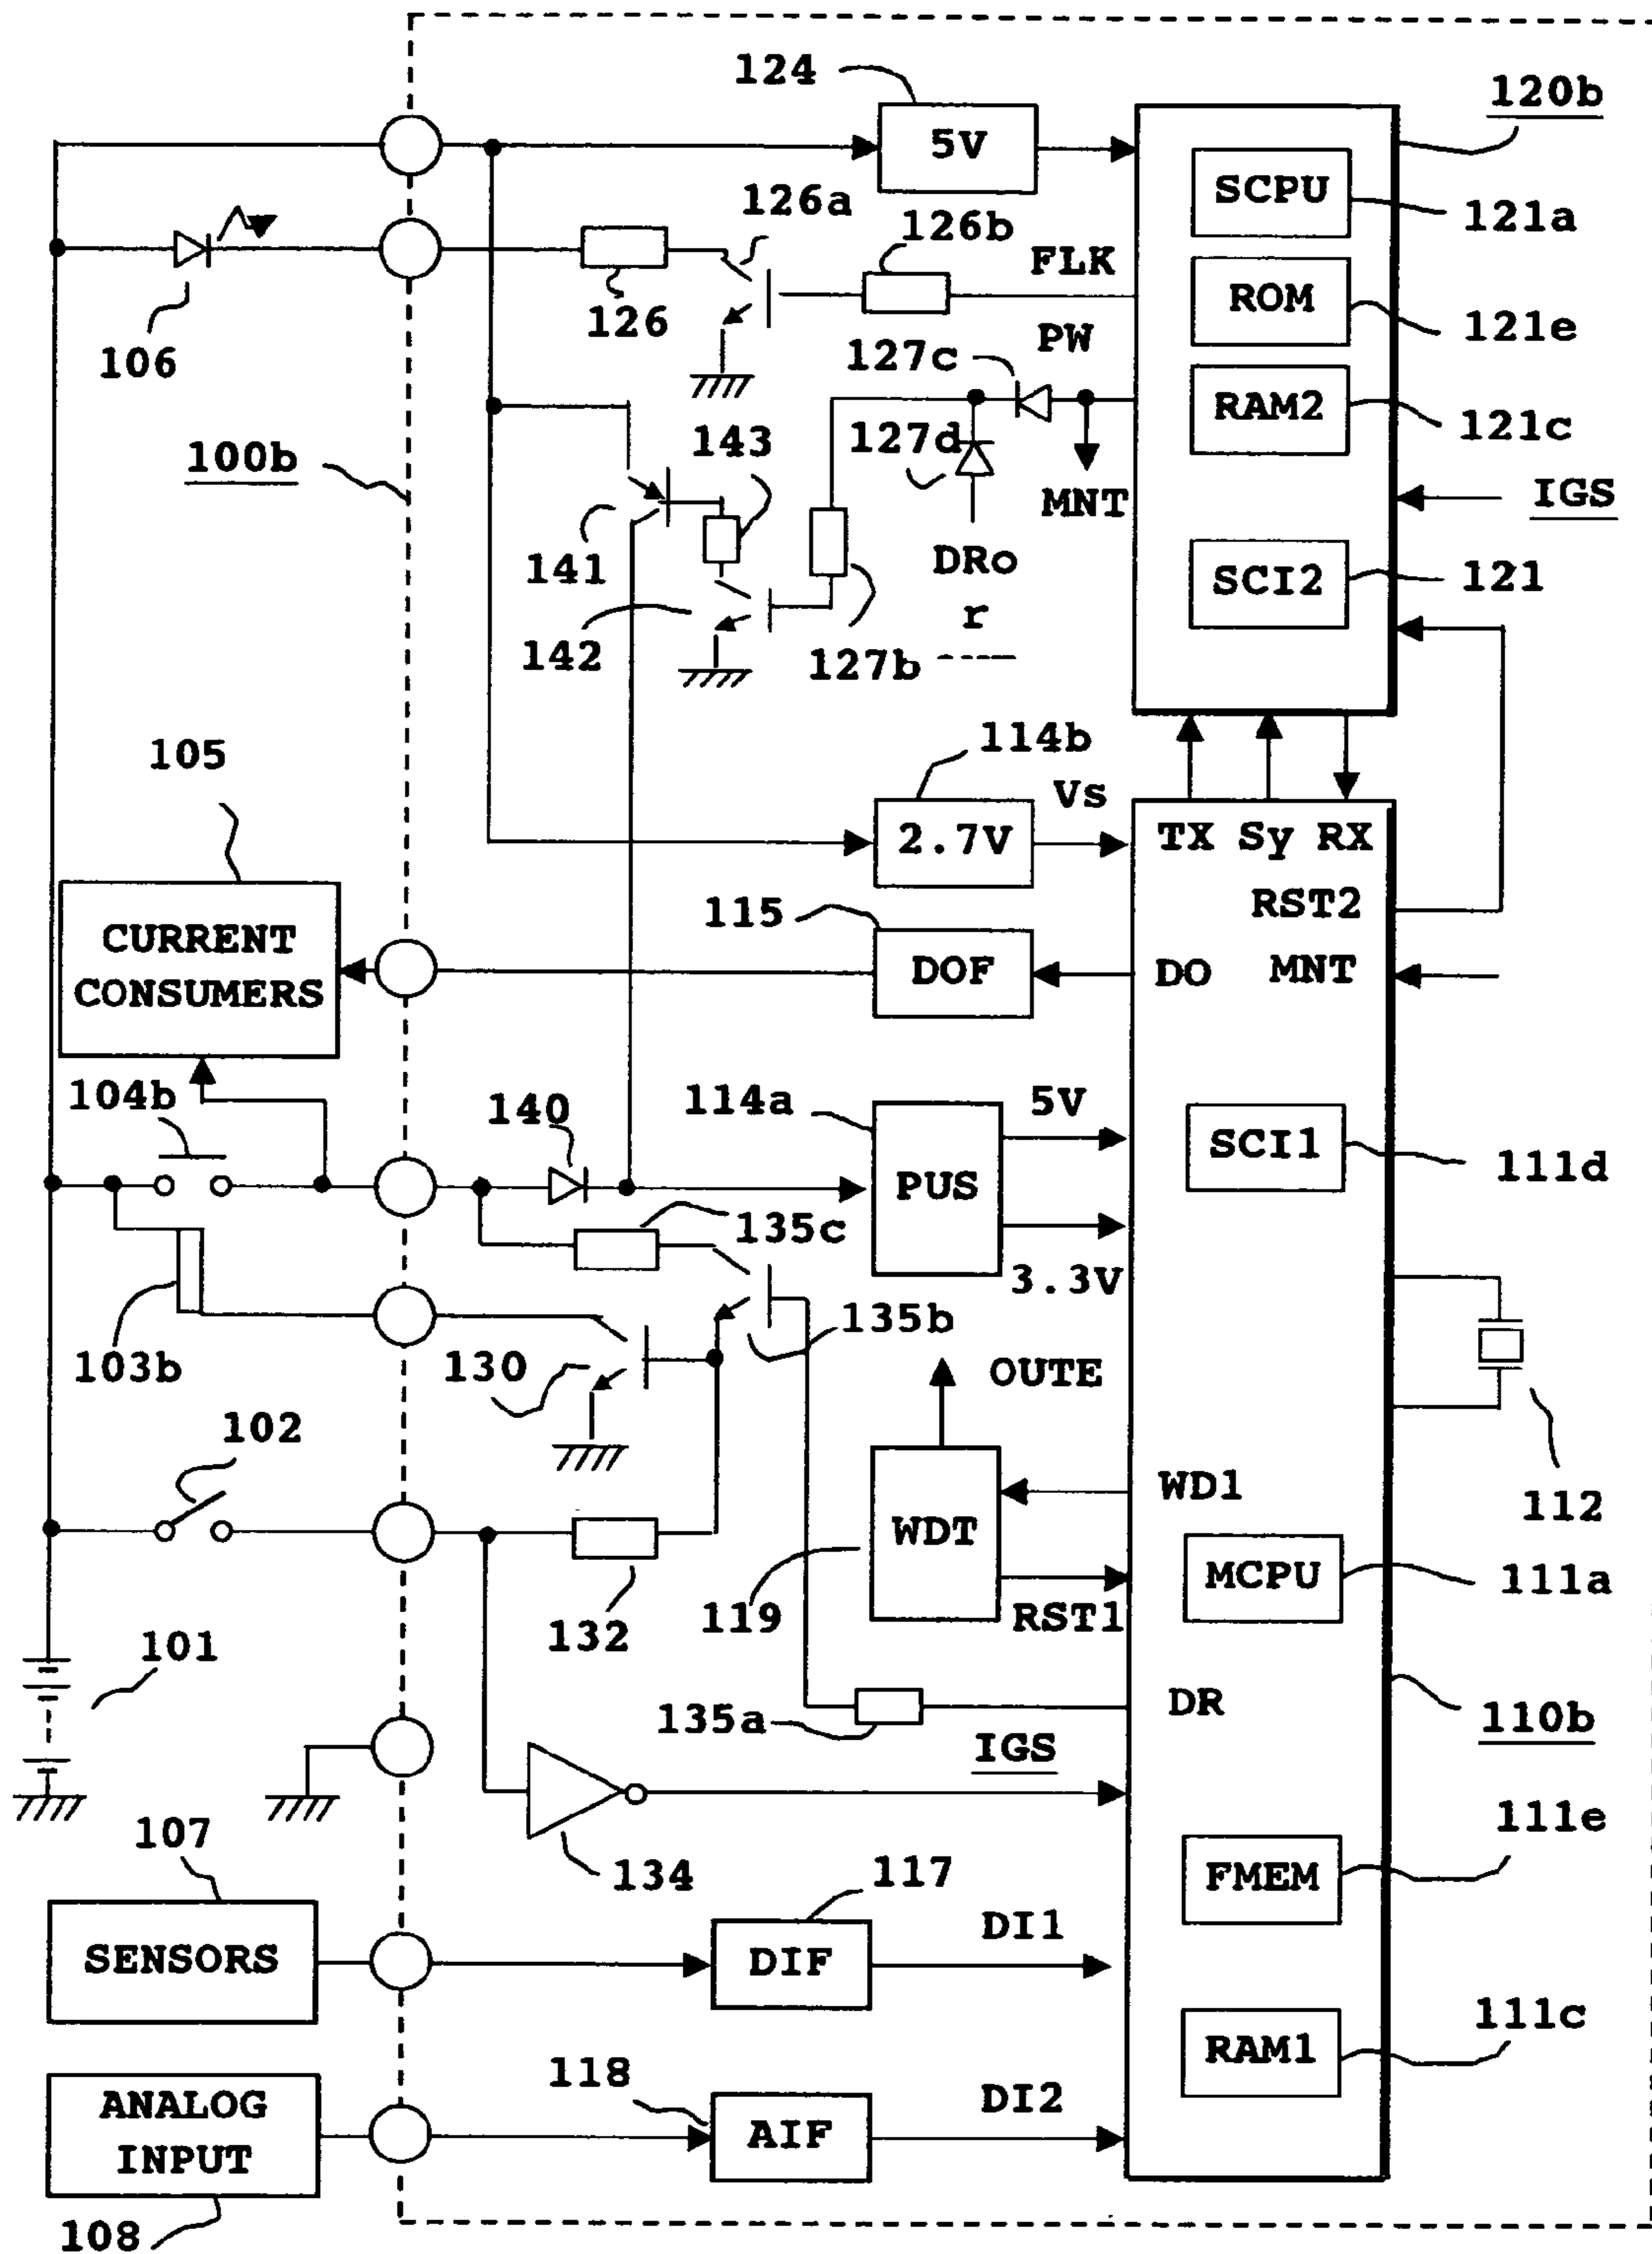 124
5V
120b
SCPU
121a
126a
126b
FLK
ROM
121e
126
106
PW
127c
RAM2
121c
100b
143
127d
MNT
IGS
141
DRo
r
SCI2
121
142
127b
105
114b
Vs
2.7V
TX Sy RX
CURRENT
CONSUMERS
115
DOF
RST2
DO
MNT
104b
140
114a
5V
PUS
SCI1
111d
135c
3.3V
103b
130
135b
OUTE
102
WDT
WD1
112
132
119
RST1
MCPU
111a
101
135a
DR
110b
IGS
107
134
117
111e
FMEM
SENSORS
DIF
DI1
111c
RAM1
ANALOG
INPUT
118
AIF
DI2
108